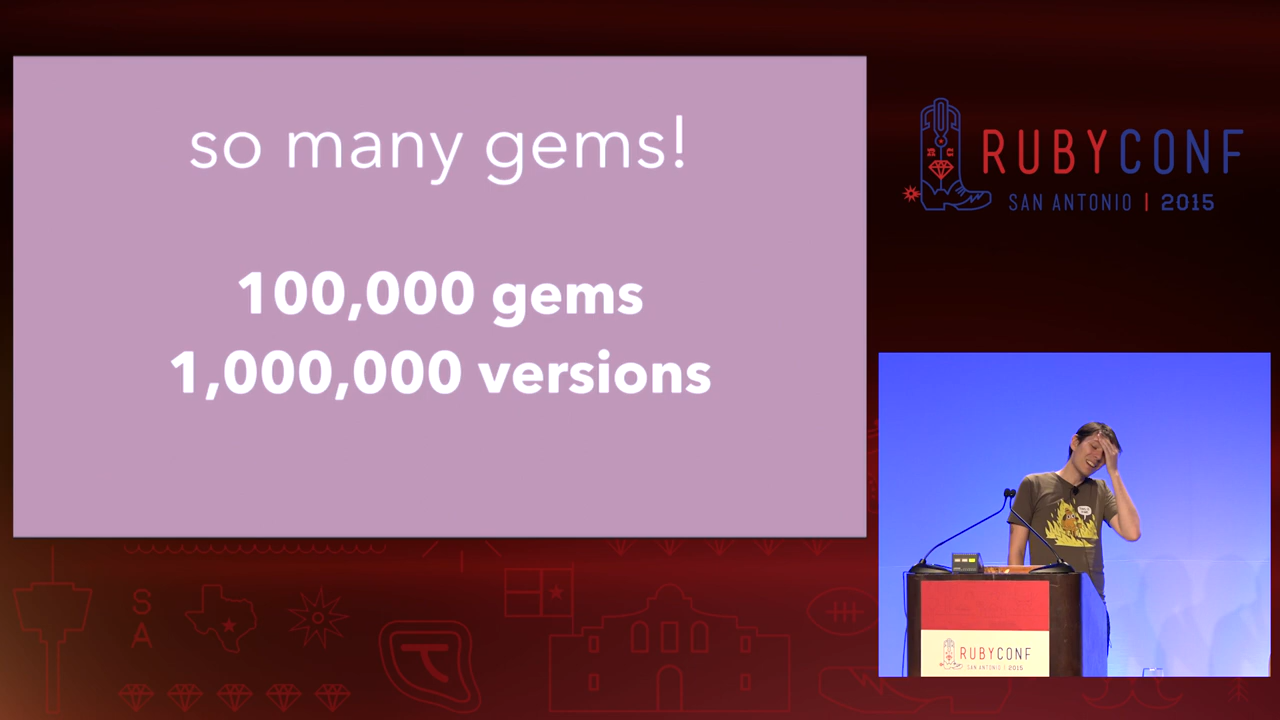 so many gems!
100,000 gems
1,000,000 versions
RUBYCONF
SAN ANTONIO | 2015
S
A
RUBYCONF
SAN ANTONIO | 2015